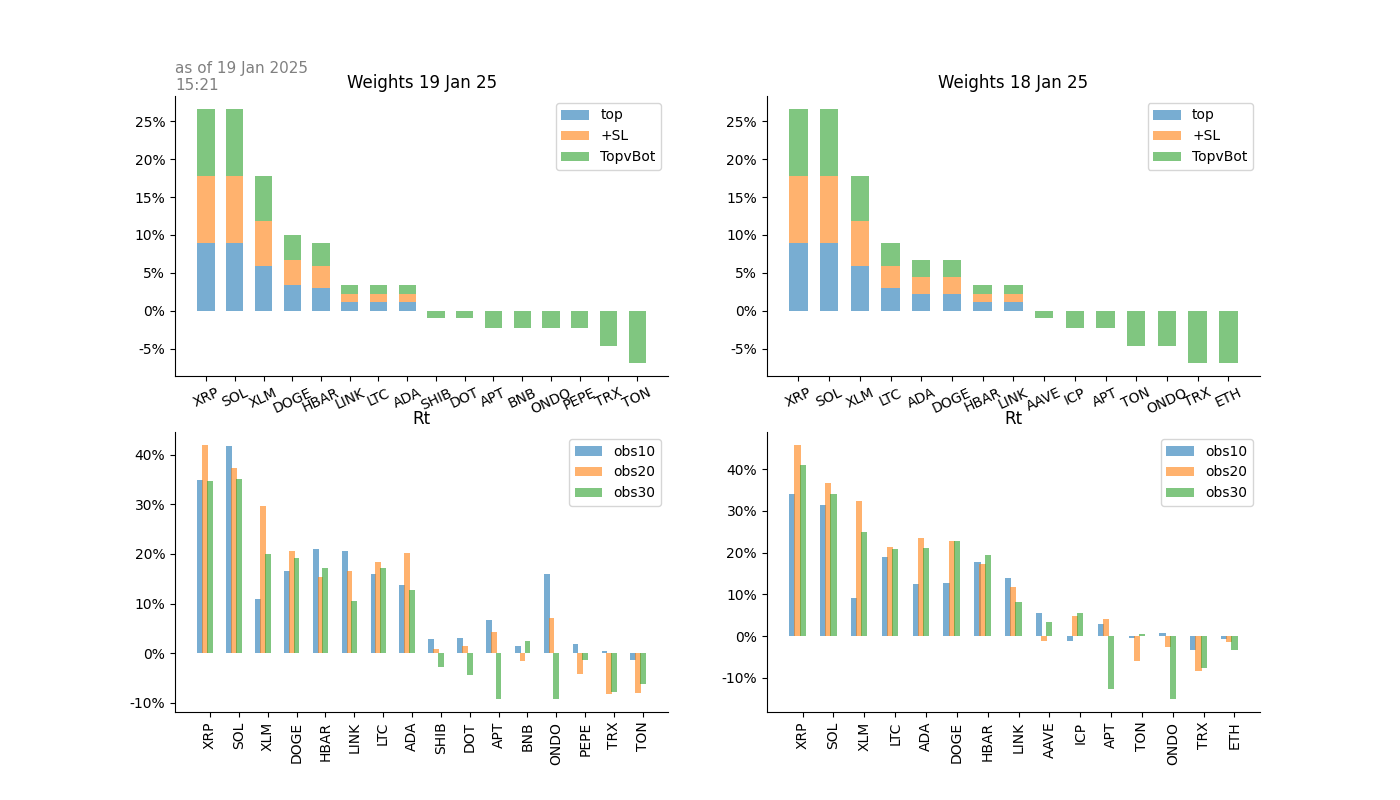 as of 19 Jan 2025
15:21
Weights 19 Jan 25
25%
20%
15%
10%
5%
0%
-5%
top
+SL
TopvBot
XRP SOL XLM DOGE HBAR LINK LTC ADA SHIB DOT APT BNB ONDO PEPE TRX TON
Weights 18 Jan 25
25%
20%
15%
10%
5%
0%
-5%
top
+SL
TopvBot
XRP SOL XLM LTC ADA DOGE HBAR LINK AAVE ICP APT TON ONDO TRX ETH
Rt
40%
30%
20%
10%
0%
-10%
obs10
obs20
obs30
XRP SOL XLM DOGE HBAR LINK LTC ADA SHIB DOT APT BNB ONDO PEPE TRX TON
Rt
40%
30%
20%
10%
0%
-10%
obs10
obs20
obs30
XRP SOL XLM LTC ADA DOGE HBAR LINK AAVE ICP APT TON ONDO TRX ETH